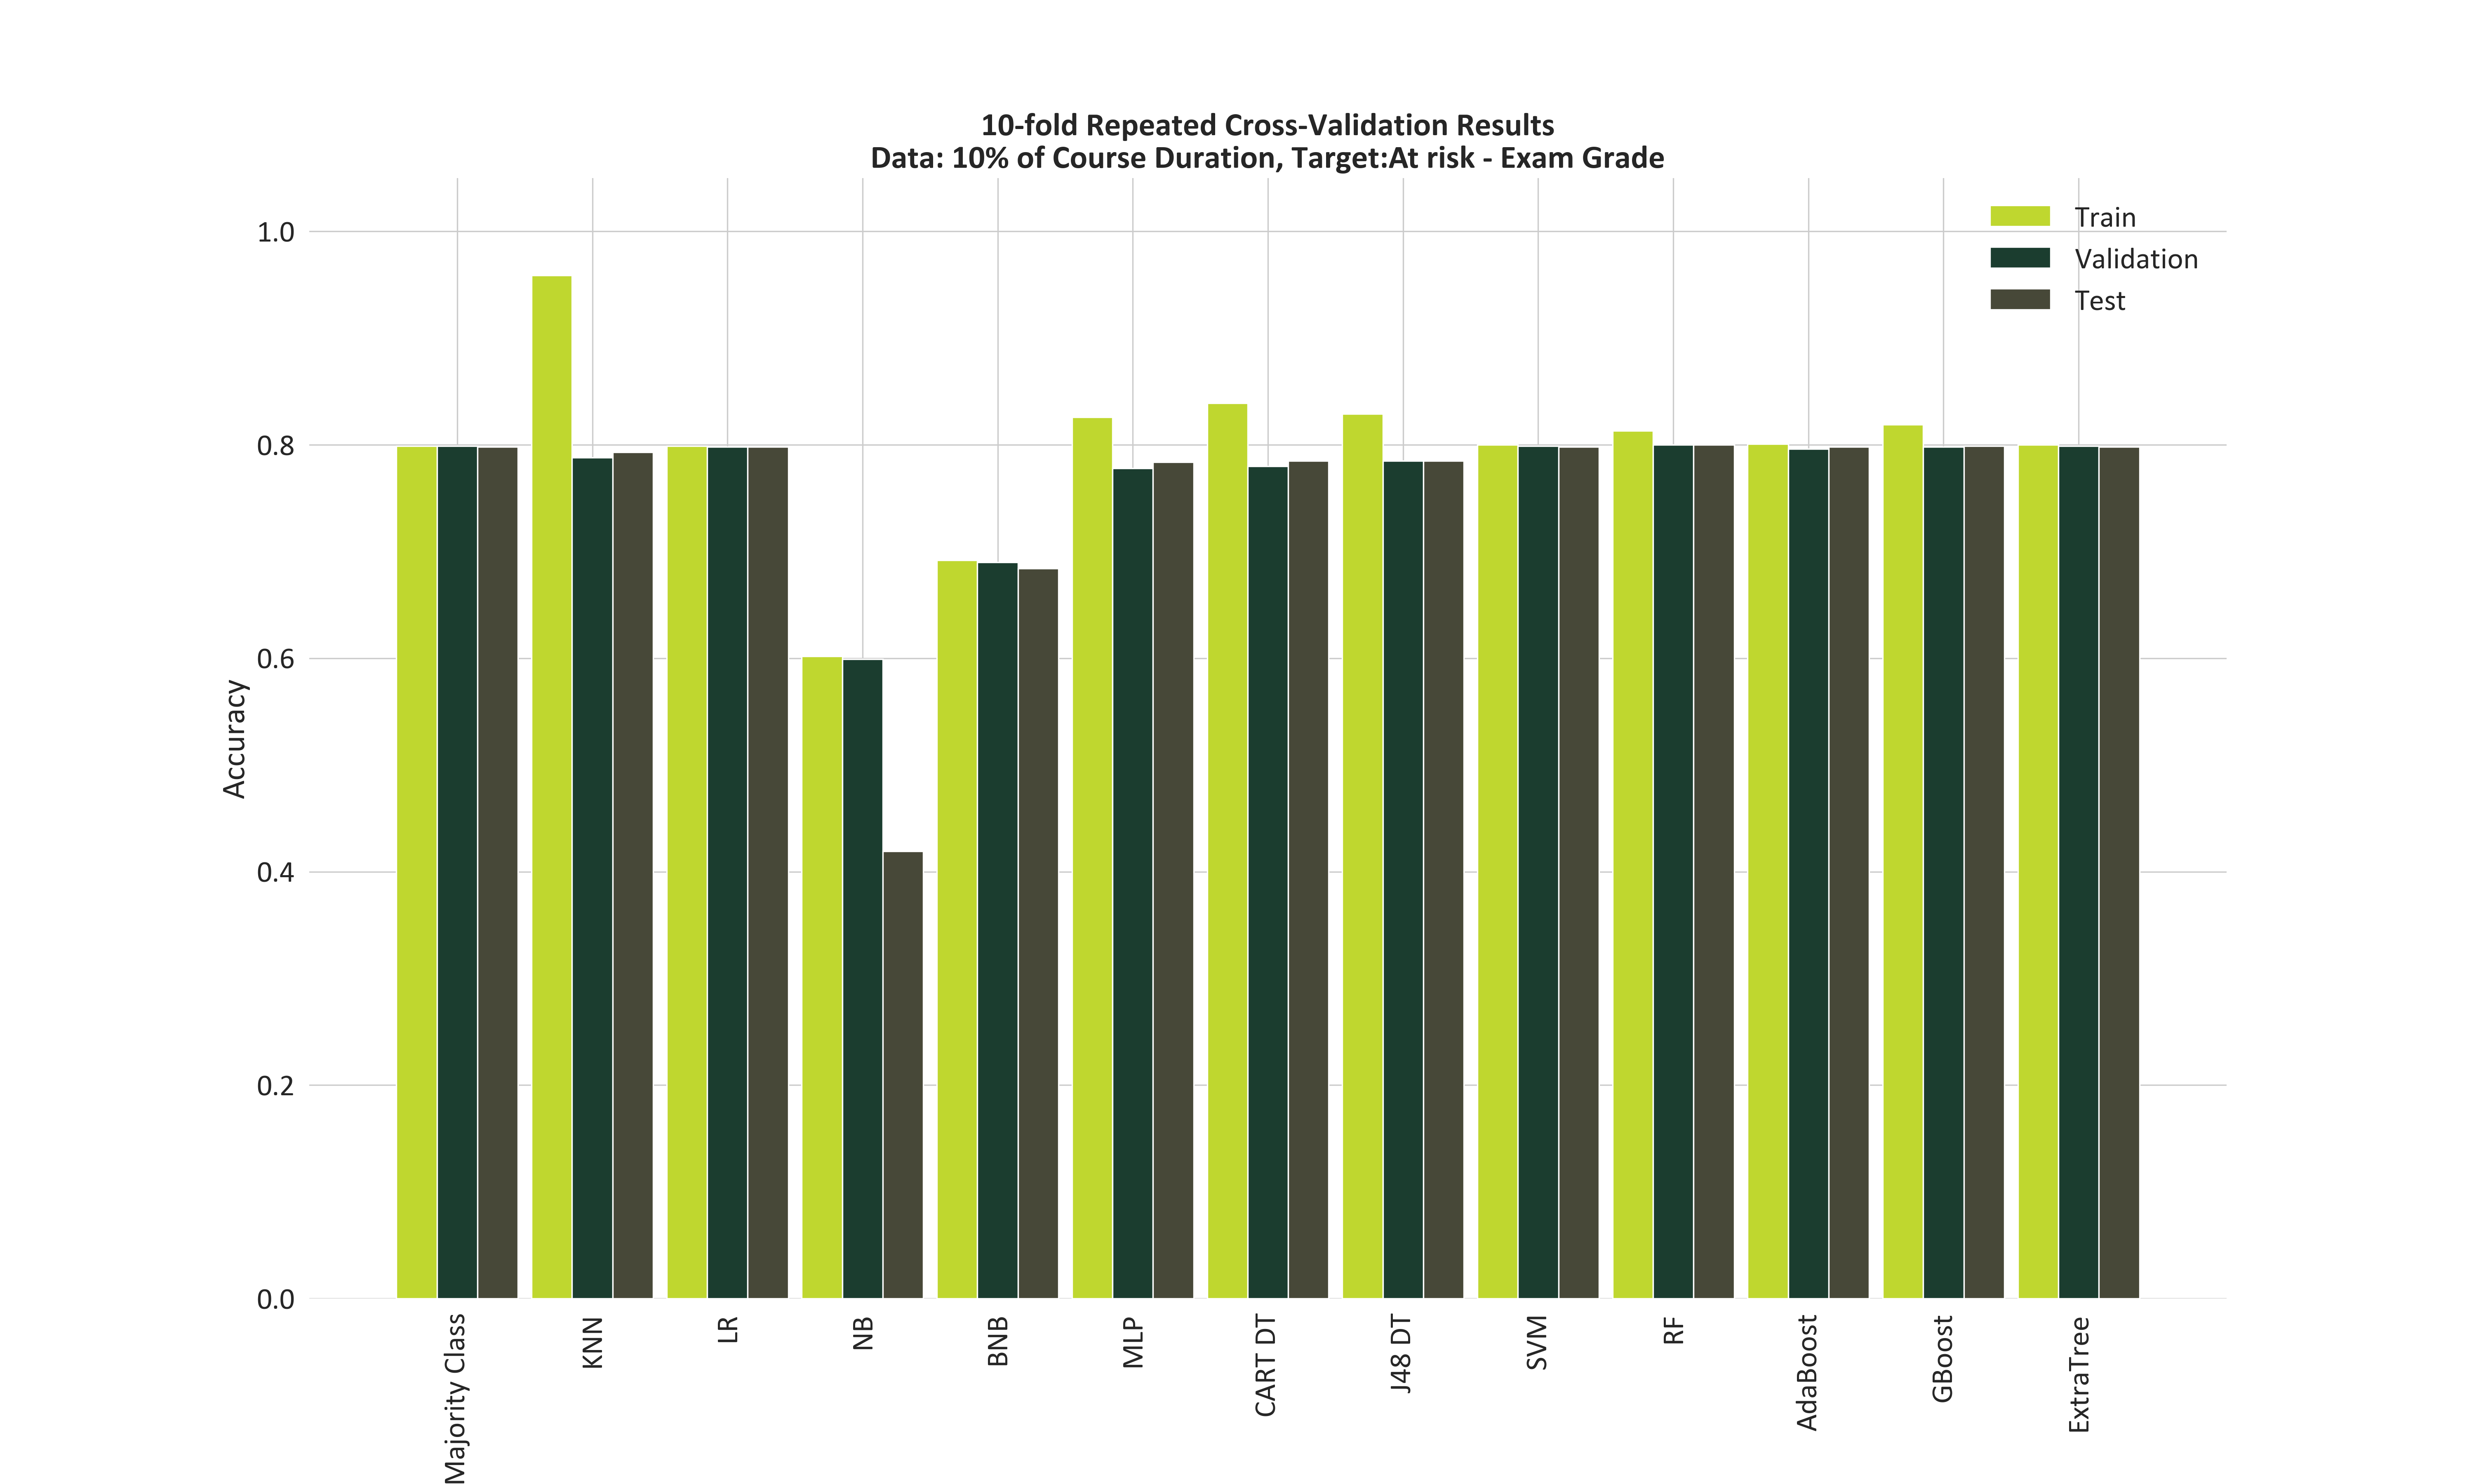 10-fold Repeated Cross-Validation Results
Data: 10% of Course Duration, Target:At risk - Exam Grade
Train
Validation
Test
1.0
0.8
0.6
0.4
0.2
0.0
Accuracy
Majority Class
KNN
LR
NB
BNB
MLP
CART DT
J48 DT
SVM
RF
AdaBoost
GBoost
ExtraTree